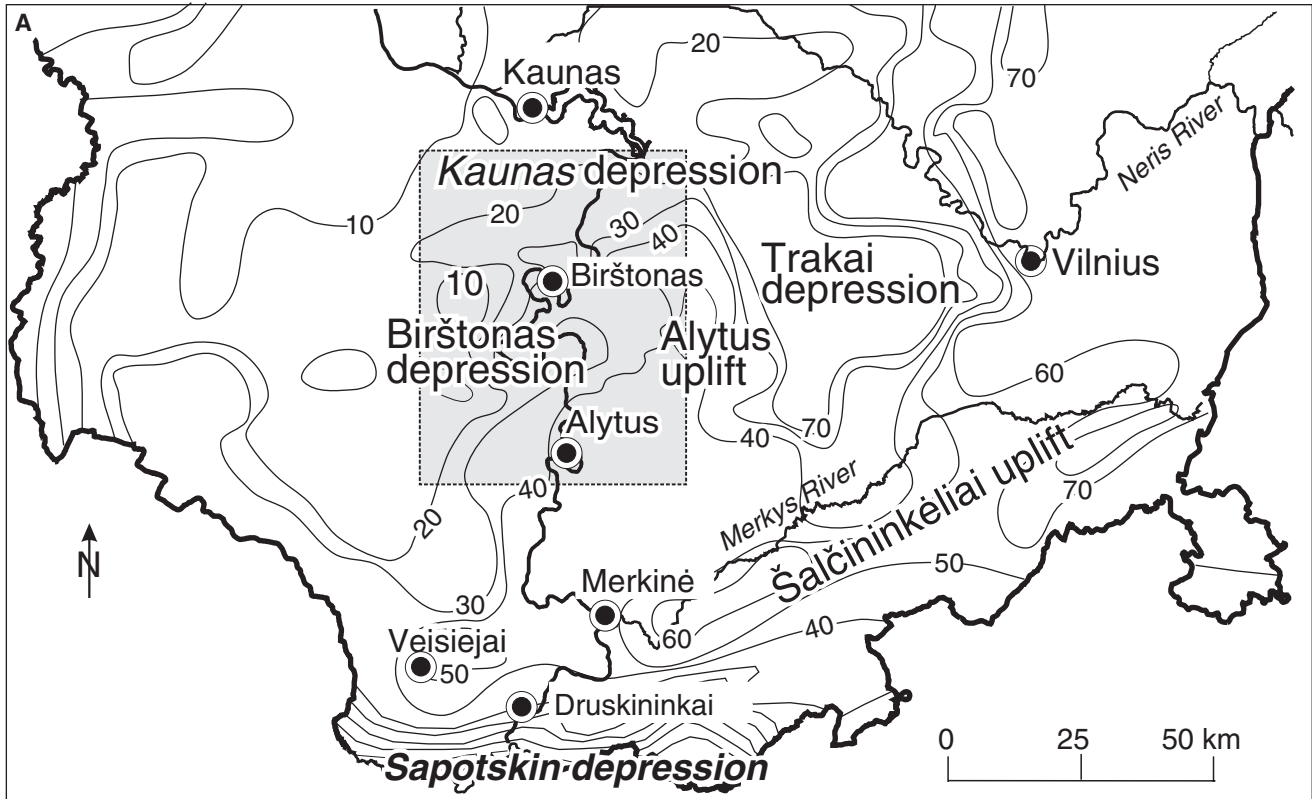 A
20
70
Kaunas
Neris River
Kaunas depression
10
20
30
40
Trakai
depression
Vilnius
Birštonas
10
Birštonas
depression
Alytus
uplift
60
Alytus
40
70
40
20
Merkys River
Šalčininkėliai uplift
70
N
50
Merkinė
30
60
40
Veisiejai
50
Druskininkai
Sapotskin depression
0 25 50 km